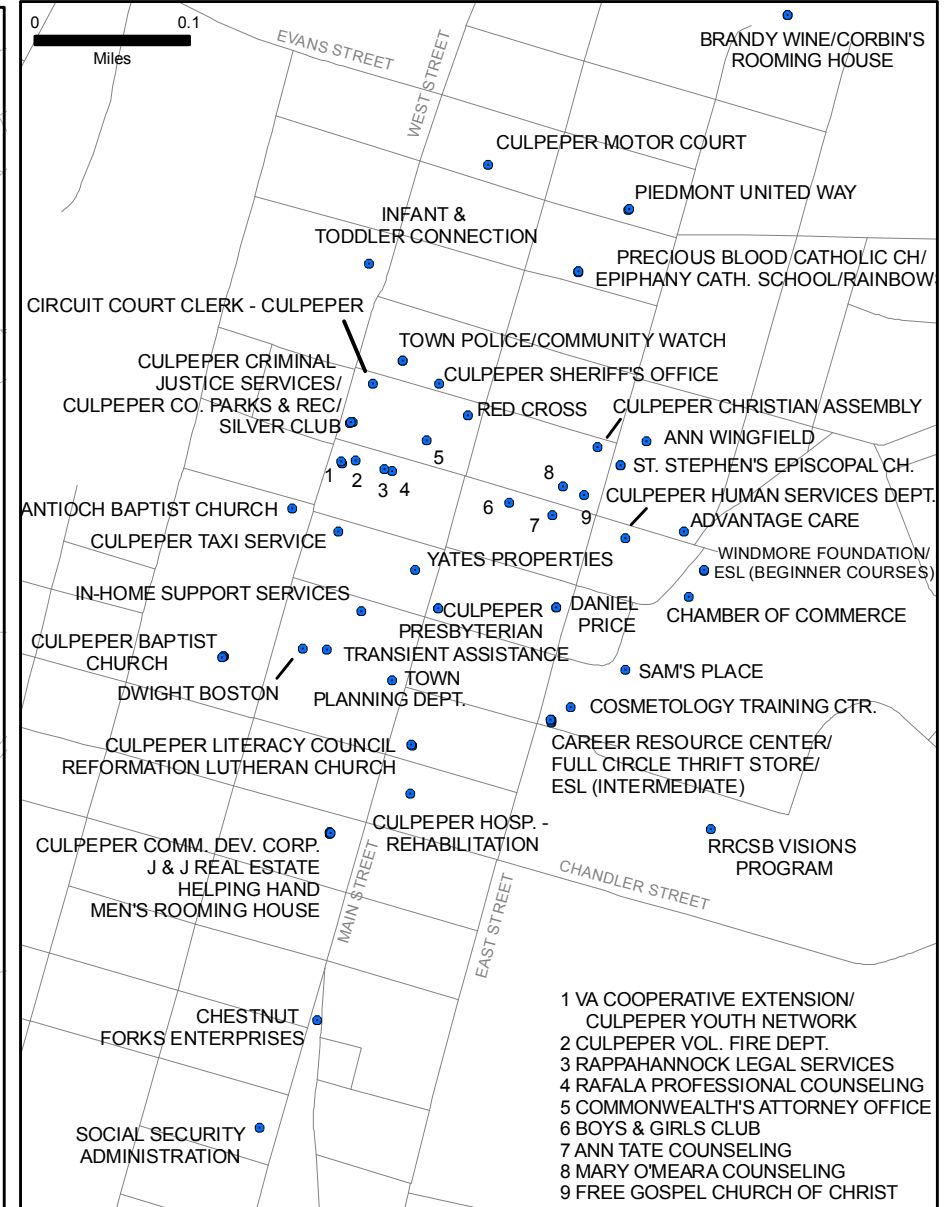 0 0.1
Miles
EVANS STREET
WEST STREET
BRANDY WINE/CORBIN'S
ROOMING HOUSE
CULPEPER MOTOR COURT
PIEDMONT UNITED WAY
INFANT &
TODDLER CONNECTION
PRECIOUS BLOOD CATHOLIC CH/
EPIPHANY CATH. SCHOOL/RAINBOWS
CIRCUIT COURT CLERK - CULPEPER
TOWN POLICE/COMMUNITY WATCH
CULPEPER CRIMINAL
JUSTICE SERVICES/
CULPEPER CO. PARKS & REC/
SILVER CLUB
CULPEPER SHERIFF'S OFFICE
RED CROSS
CULPEPER CHRISTIAN ASSEMBLY
ANN WINGFIELD
5
ST. STEPHEN'S EPISCOPAL CH.
1
2
3
4
8
9
6
7
CULPEPER HUMAN SERVICES DEPT.
ANTIOCH BAPTIST CHURCH
ADVANTAGE CARE
CULPEPER TAXI SERVICE
YATES PROPERTIES
WINDMORE FOUNDATION/
ESL (BEGINNER COURSES)
IN-HOME SUPPORT SERVICES
CULPEPER
PRESBYTERIAN
DANIEL
PRICE
CHAMBER OF COMMERCE
CULPEPER BAPTIST
CHURCH
TRANSIENT ASSISTANCE
DWIGHT BOSTON
TOWN
PLANNING DEPT.
SAM'S PLACE
COSMETOLOGY TRAINING CTR.
CULPEPER LITERACY COUNCIL
REFORMATION LUTHERAN CHURCH
CAREER RESOURCE CENTER/
FULL CIRCLE THRIFT STORE/
ESL (INTERMEDIATE)
CULPEPER HOSP. -
REHABILITATION
CULPEPER COMM. DEV. CORP.
J & J REAL ESTATE
HELPING HAND
MEN'S ROOMING HOUSE
RRCSB VISIONS
PROGRAM
MAIN STREET
EAST STREET
CHANDLER STREET
CHESTNUT
FORKS ENTERPRISES
SOCIAL SECURITY
ADMINISTRATION
1 VA COOPERATIVE EXTENSION/
CULPEPER YOUTH NETWORK
2 CULPEPER VOL. FIRE DEPT.
3 RAPPAHANNOCK LEGAL SERVICES
4 RAFALA PROFESSIONAL COUNSELING
5 COMMONWEALTH'S ATTORNEY OFFICE
6 BOYS & GIRLS CLUB
7 ANN TATE COUNSELING
8 MARY O'MEARA COUNSELING
9 FREE GOSPEL CHURCH OF CHRIST